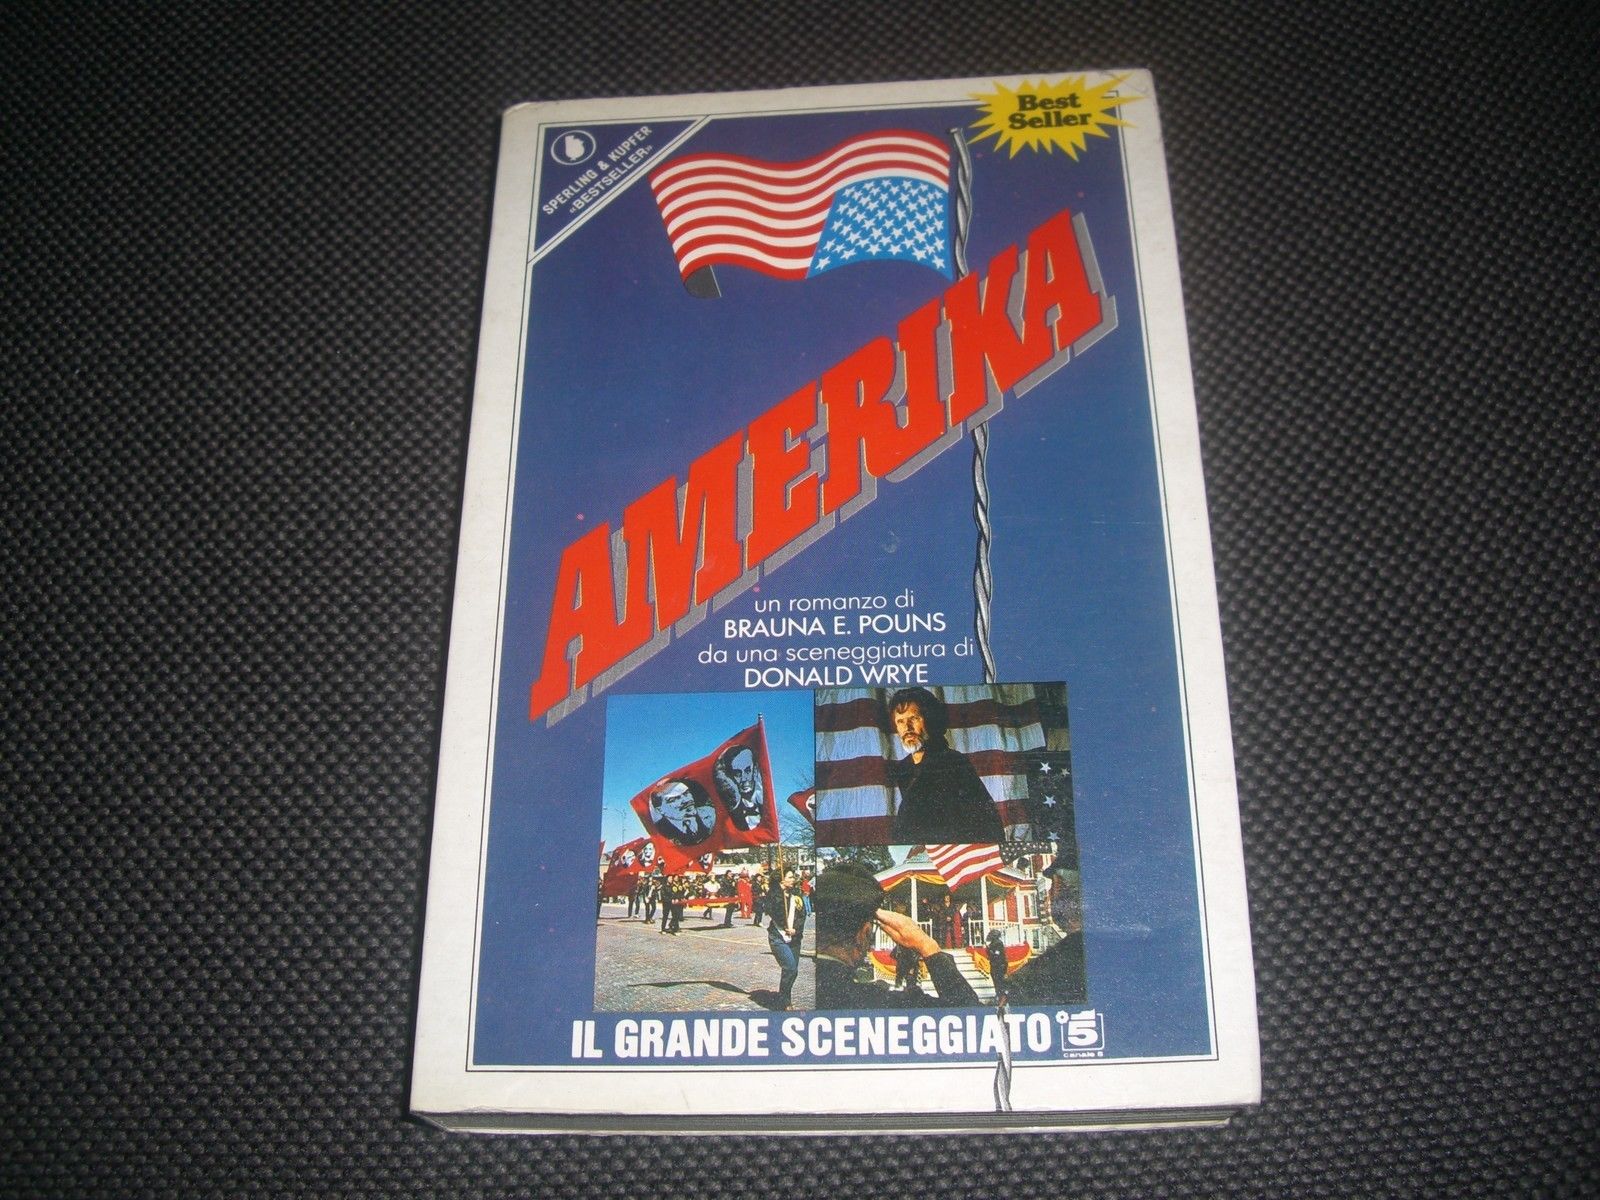 Best
Seller
SPERLING & KUPFER
«BESTSELLER»
AMERIKA
un romanzo di
BRAUNA E. POUNS
da una sceneggiatura di
DONALD WRYE
IL GRANDE SCENEGGIATO 5
canale 5